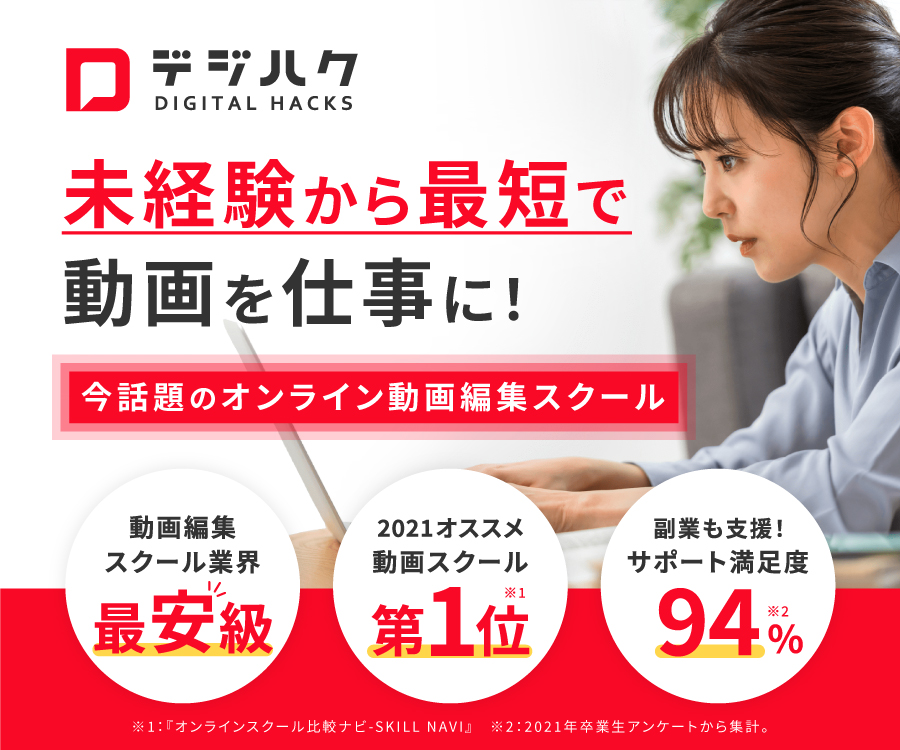 デジハク
DIGITAL HACKS
未経験から最短で
動画を仕事に!
今話題のオンライン動画編集スクール
動画編集
スクール業界
最安級
2021オススメ
動画スクール
※1
第1位
副業も支援!
サポート満足度
※2
94%
※1:『オンラインスクール比較ナビ-SKILL NAVI』 ※2:2021年卒業生アンケートから集計。